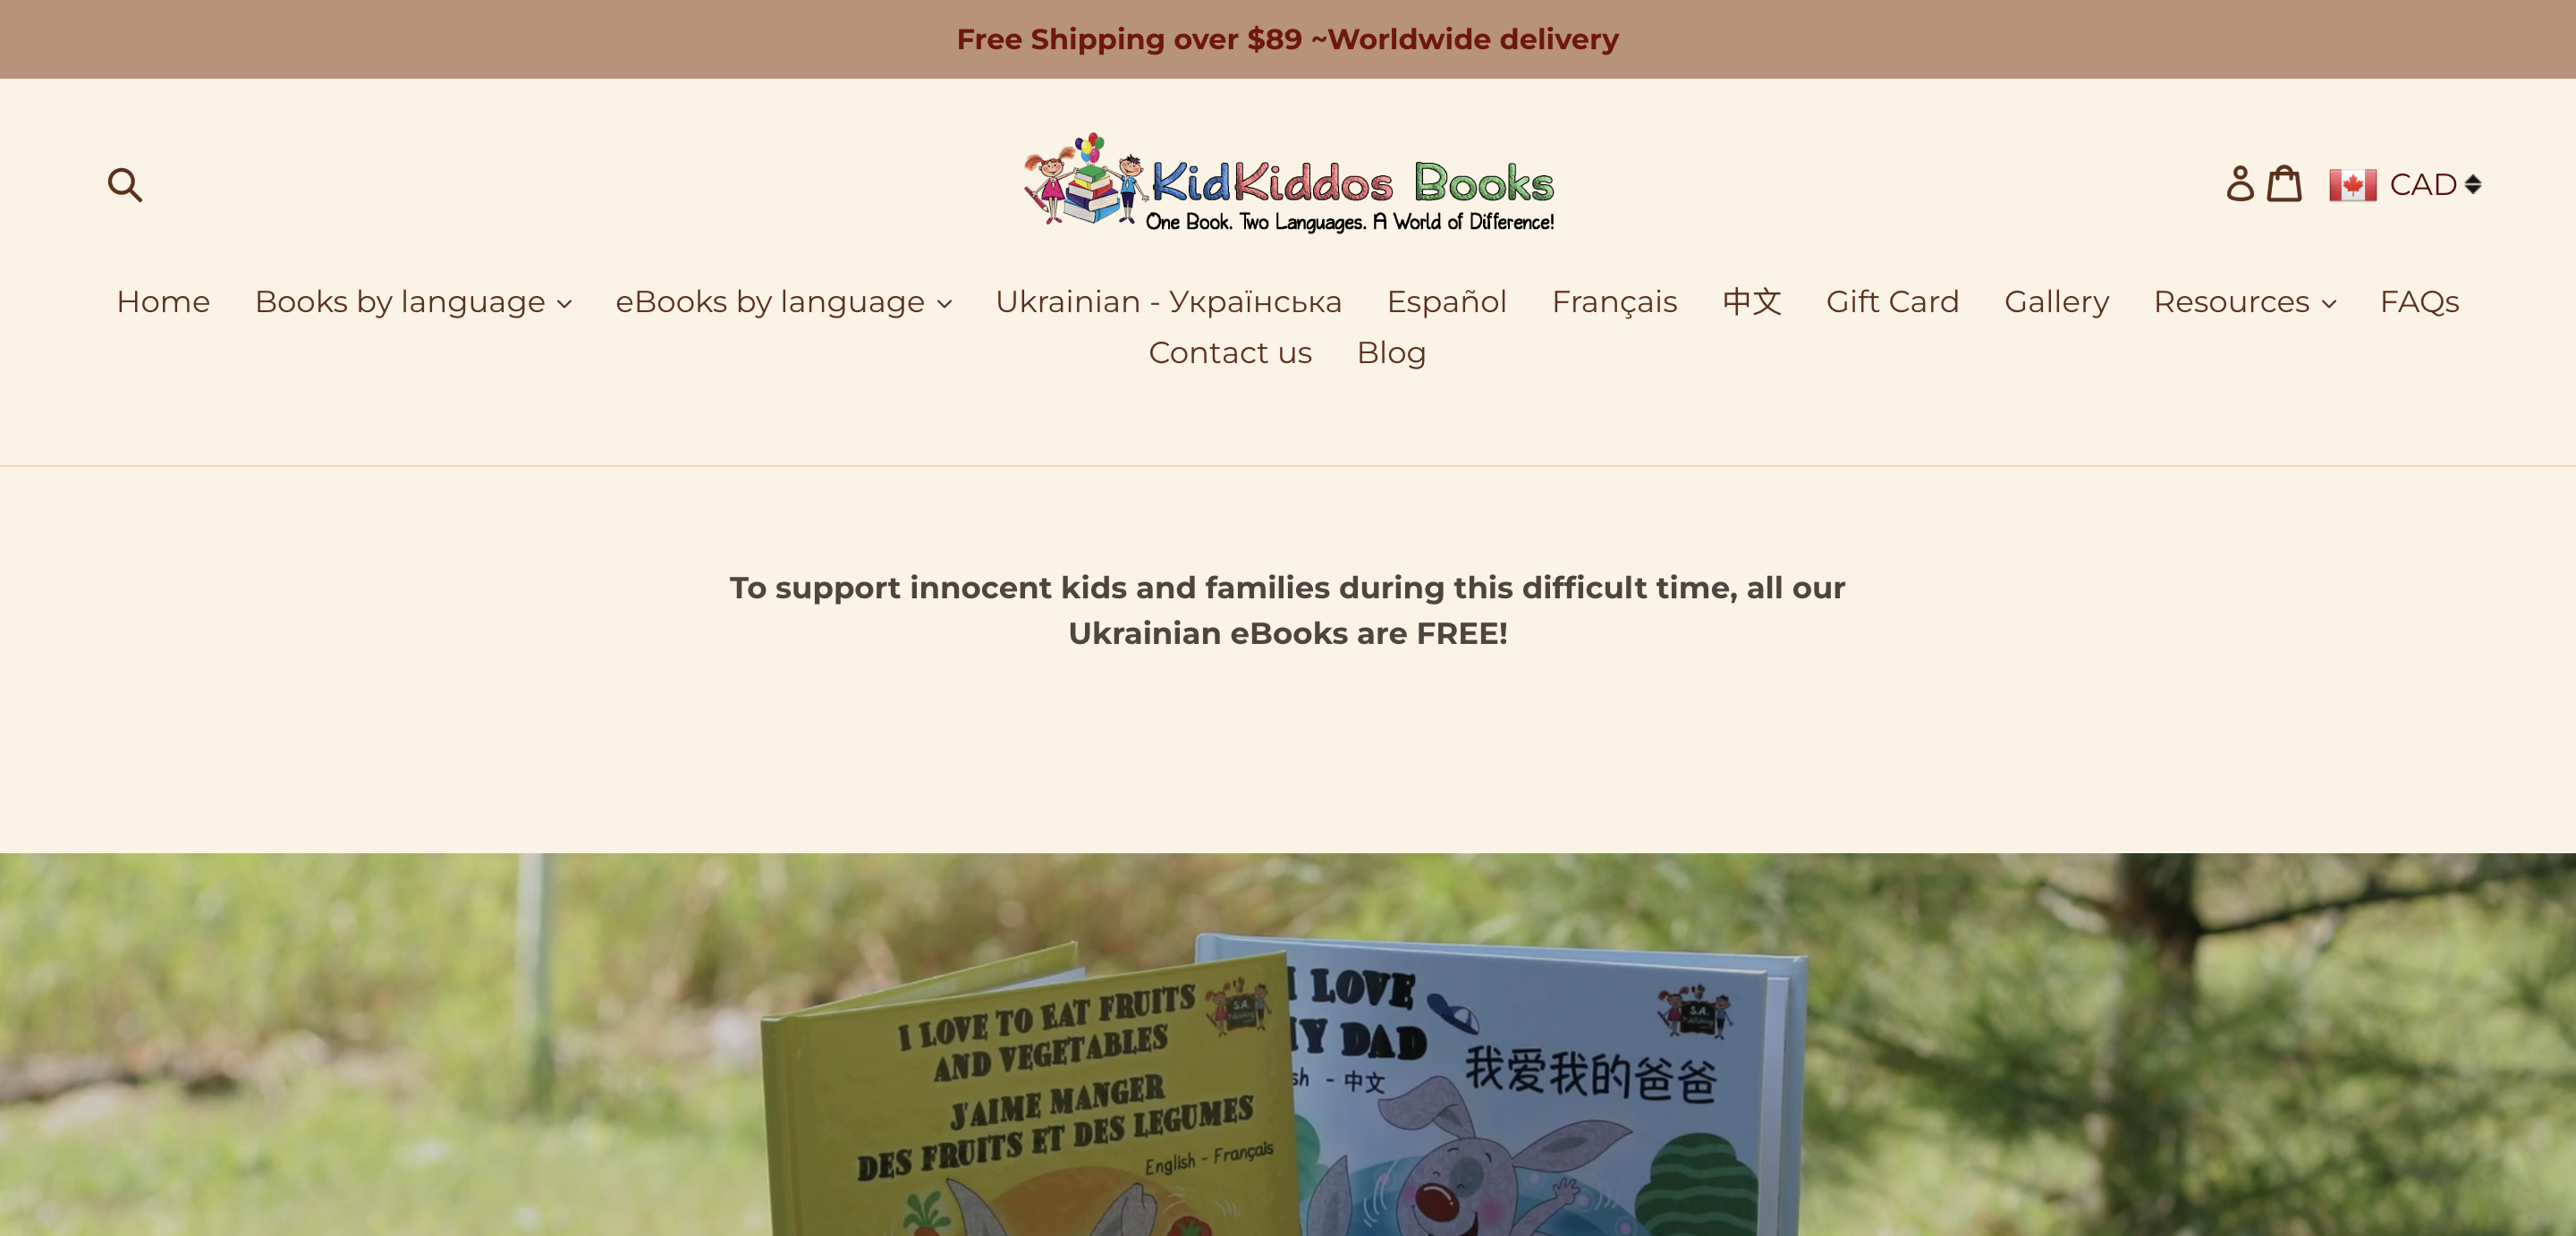 Free Shipping over $89 ~Worldwide delivery
KidKiddos Books
One Book. Two Languages. A World of Difference!
CAD
Home Books by language eBooks by language Ukrainian - Українська Español Français 中文 Gift Card Gallery Resources FAQs
Contact us Blog
To support innocent kids and families during this difficult time, all our
Ukrainian eBooks are FREE!
I LOVE TO EAT FRUITS
AND VEGETABLES
J'AIME MANGER
DES FRUITS ET DES LEGUMES
English - Français
S.A.
Publishing
I LOVE
MY DAD
- 中文
我爱我的爸爸
S.A.
Publishing